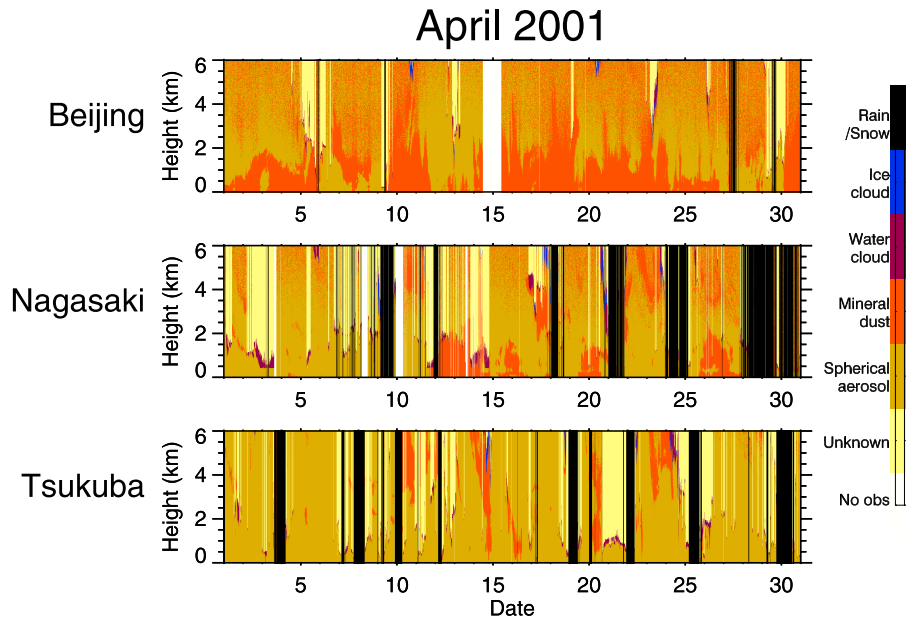 April 2001
Beijing
Height (km)
6
4
2
0
5
10
15
20
25
30
Nagasaki
Height (km)
6
4
2
0
5
10
15
20
25
30
Tsukuba
Height (km)
6
4
2
0
5
10
15
20
25
30
Date
Rain
/Snow
Ice
cloud
Water
cloud
Mineral
dust
Spherical
aerosol
Unknown
No obs